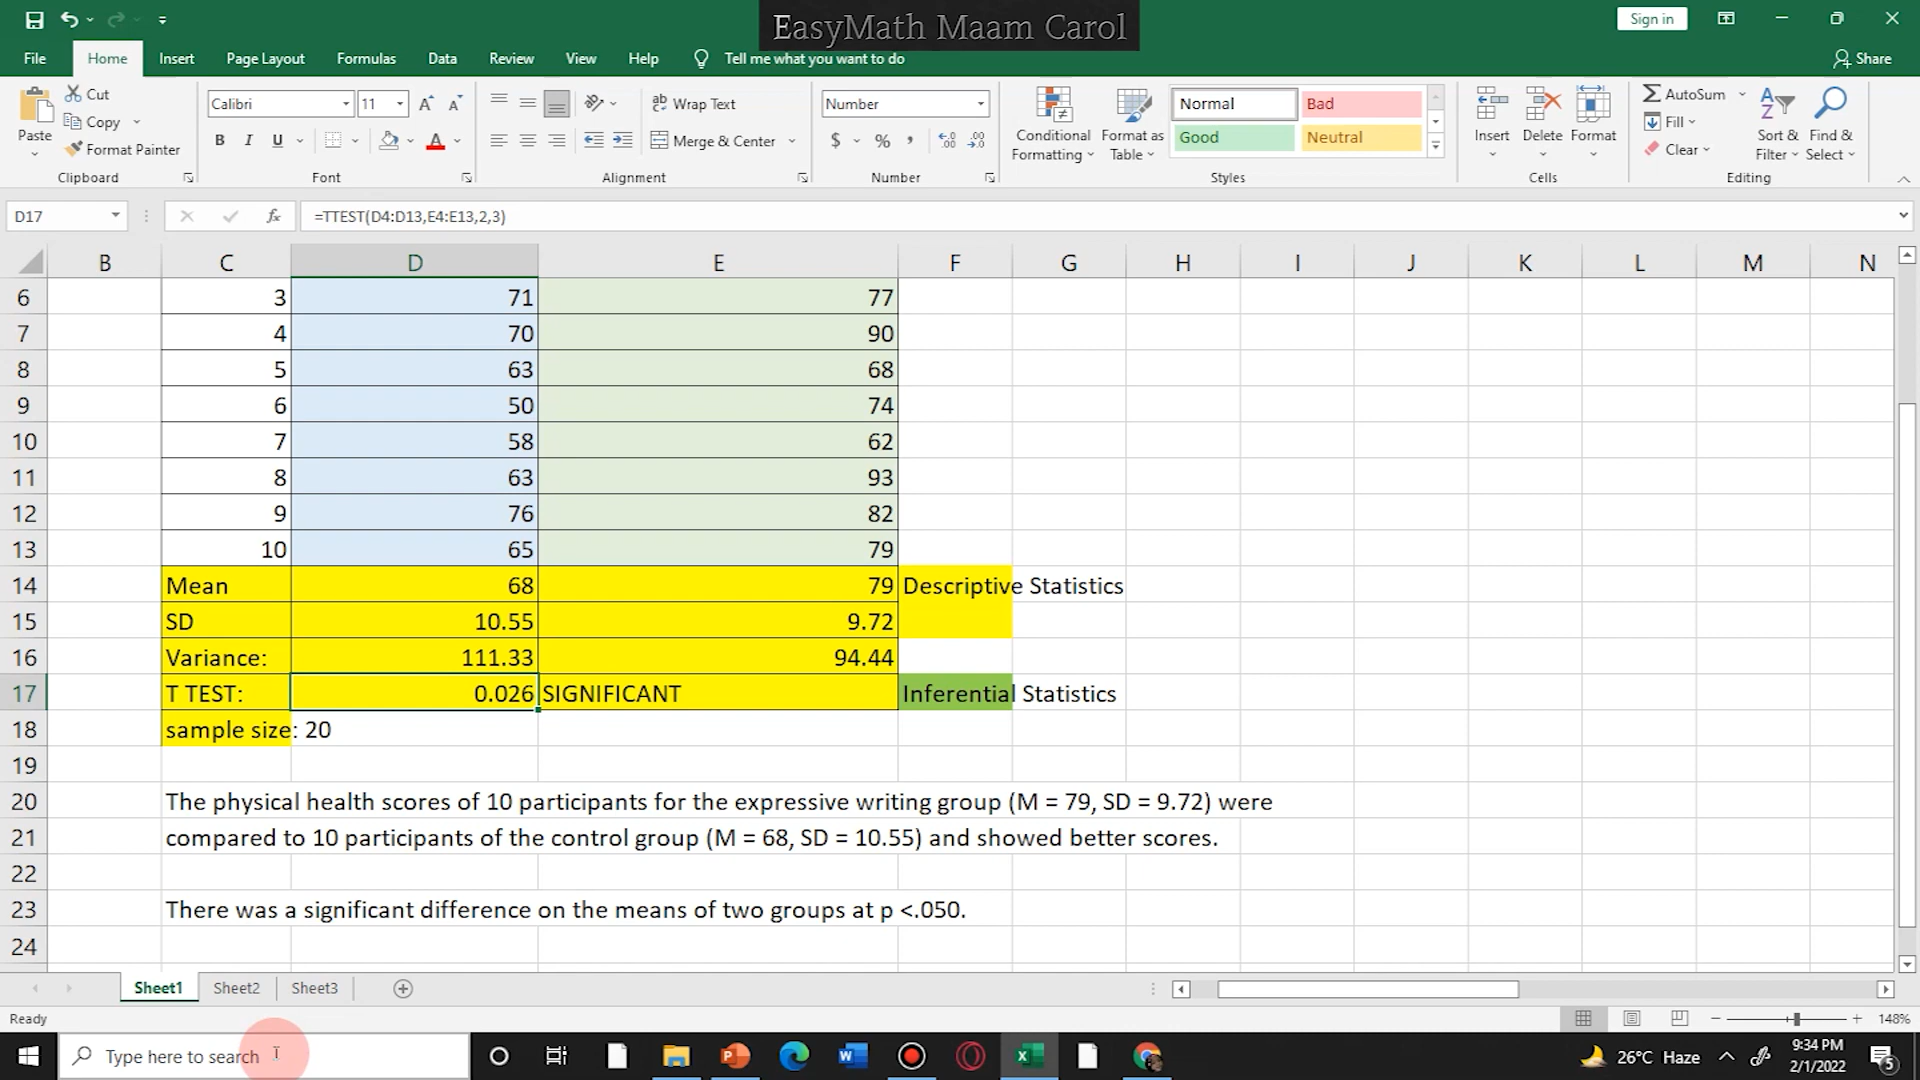 EasyMath Maam Carol
Sign in
File Home Insert Page Layout Formulas Data Review View Help Tell me what you want to do Share
Paste Cut Copy Format Painter Clipboard
Calibri 11 A A B I U A Font
ab Wrap Text Merge & Center Alignment
Number $ % , Number
Conditional Formatting Format as Table Normal Bad Good Neutral Styles
Insert Delete Format Cells
AutoSum Fill Clear Sort & Filter Find & Select Editing
D17 fx =TTEST(D4:D13,E4:E13,2,3)
B C D E F G H I J K L M N
6 3 71 77
7 4 70 90
8 5 63 68
9 6 50 74
10 7 58 62
11 8 63 93
12 9 76 82
13 10 65 79
14 Mean 68 79 Descriptive Statistics
15 SD 10.55 9.72
16 Variance: 111.33 94.44
17 T TEST: 0.026 SIGNIFICANT Inferential Statistics
18 sample size: 20
19
20 The physical health scores of 10 participants for the expressive writing group (M = 79, SD = 9.72) were
21 compared to 10 participants of the control group (M = 68, SD = 10.55) and showed better scores.
22
23 There was a significant difference on the means of two groups at p <.050.
24
Sheet1 Sheet2 Sheet3
Ready 148%
Type here to search 26°C Haze 9:34 PM
2/1/2022 5